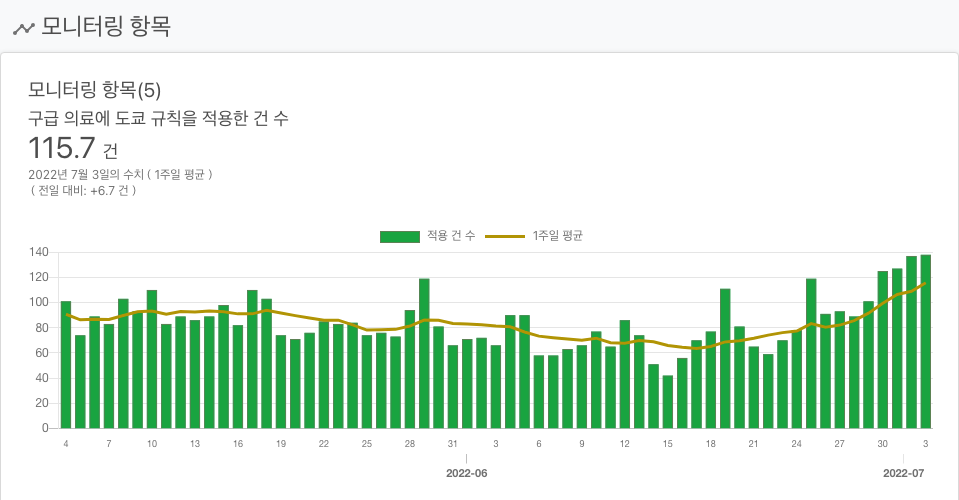 모니터링 항목
모니터링 항목(5)
구급 의료에 도쿄 규칙을 적용한 건 수
115.7 건
2022년 7월 3일의 수치 ( 1주일 평균 )
( 전일 대비: +6.7 건 )
적용 건 수 1주일 평균
140
120
100
80
60
40
20
0
4 7 10 13 16 19 22 25 28 31 3 6 9 12 15 18 21 24 27 30 3
2022-06 2022-07